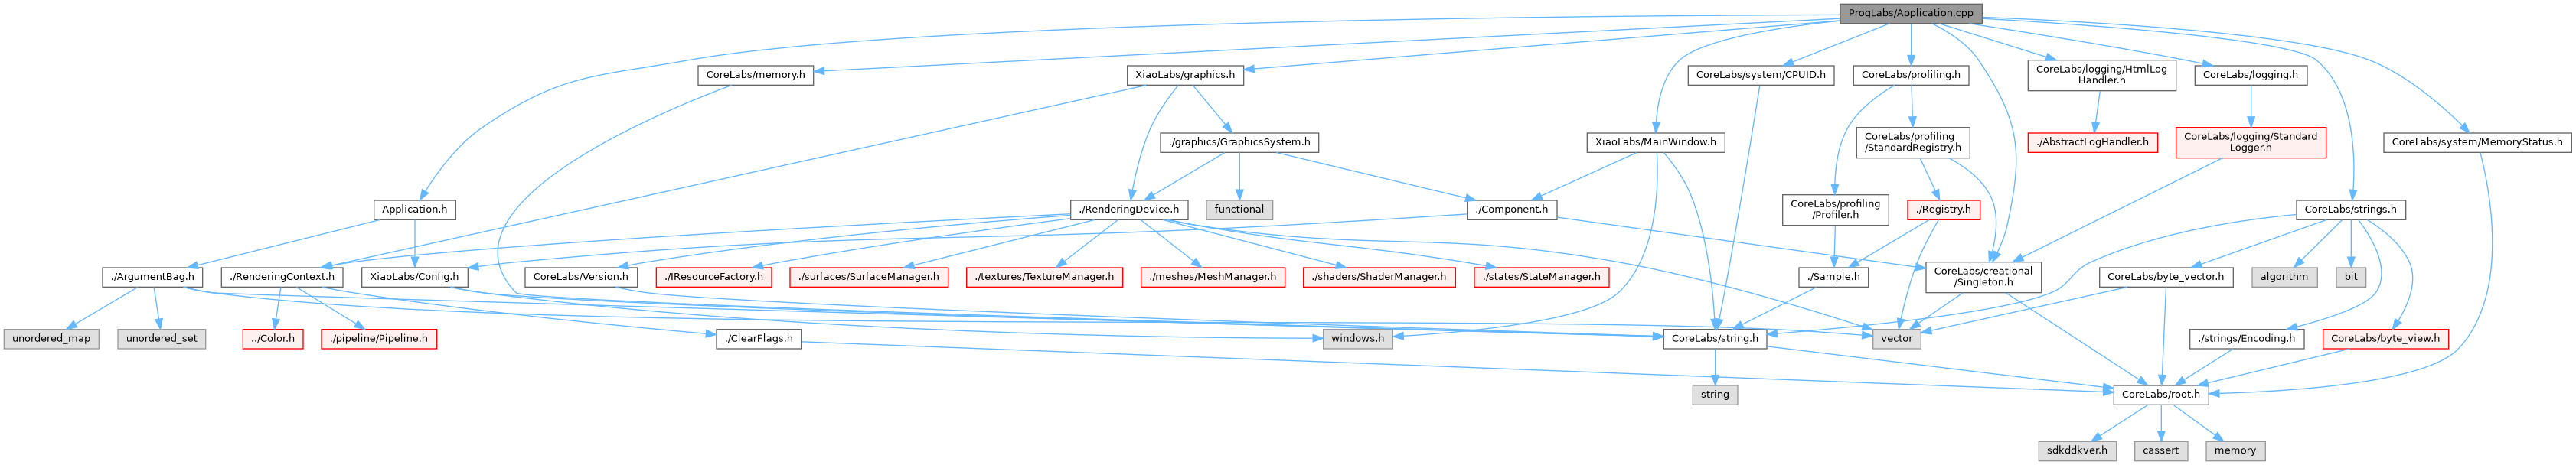 ProgLabs/Application.cpp
CoreLabs/memory.h
XiaoLabs/graphics.h
CoreLabs/system/CPUID.h
CoreLabs/profiling.h
CoreLabs/logging/HtmlLog
Handler.h
CoreLabs/logging.h
./graphics/GraphicsSystem.h
XiaoLabs/MainWindow.h
CoreLabs/profiling
/StandardRegistry.h
./AbstractLogHandler.h
CoreLabs/logging/Standard
Logger.h
CoreLabs/system/MemoryStatus.h
Application.h
./RenderingDevice.h
functional
./Component.h
CoreLabs/profiling
/Profiler.h
./Registry.h
CoreLabs/strings.h
./ArgumentBag.h
./RenderingContext.h
XiaoLabs/Config.h
CoreLabs/Version.h
./IResourceFactory.h
./surfaces/SurfaceManager.h
./textures/TextureManager.h
./meshes/MeshManager.h
./shaders/ShaderManager.h
./states/StateManager.h
./Sample.h
CoreLabs/creational
/Singleton.h
CoreLabs/byte_vector.h
algorithm
bit
unordered_map
unordered_set
../Color.h
./pipeline/Pipeline.h
./ClearFlags.h
windows.h
CoreLabs/string.h
vector
./strings/Encoding.h
CoreLabs/byte_view.h
string
CoreLabs/root.h
sdkddkver.h
cassert
memory